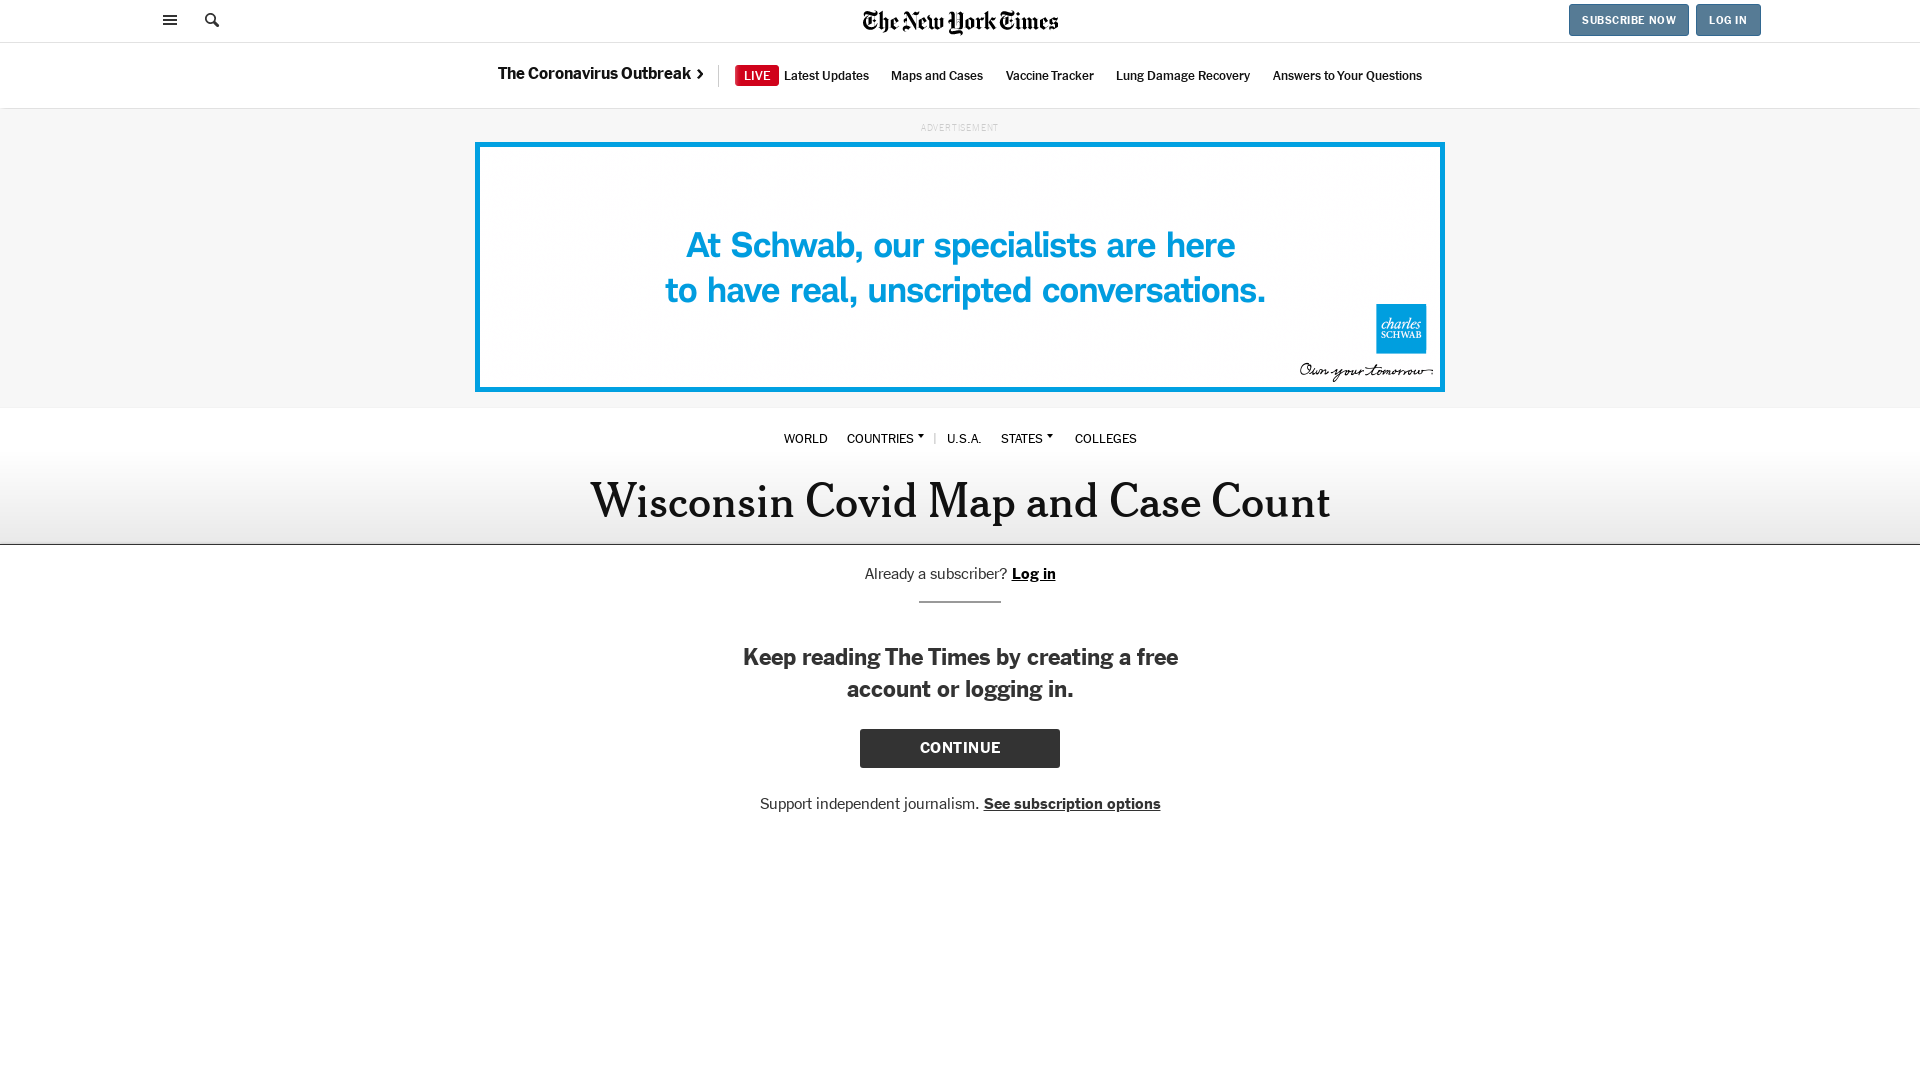 The New York Times
SUBSCRIBE NOW
LOG IN
The Coronavirus Outbreak
LIVE Latest Updates
Maps and Cases
Vaccine Tracker
Lung Damage Recovery
Answers to Your Questions
ADVERTISEMENT
At Schwab, our specialists are here
to have real, unscripted conversations.
charles
SCHWAB
Own your tomorrow
WORLD
COUNTRIES
U.S.A.
STATES
COLLEGES
Wisconsin Covid Map and Case Count
Already a subscriber? Log in
Keep reading The Times by creating a free
account or logging in.
CONTINUE
Support independent journalism. See subscription options